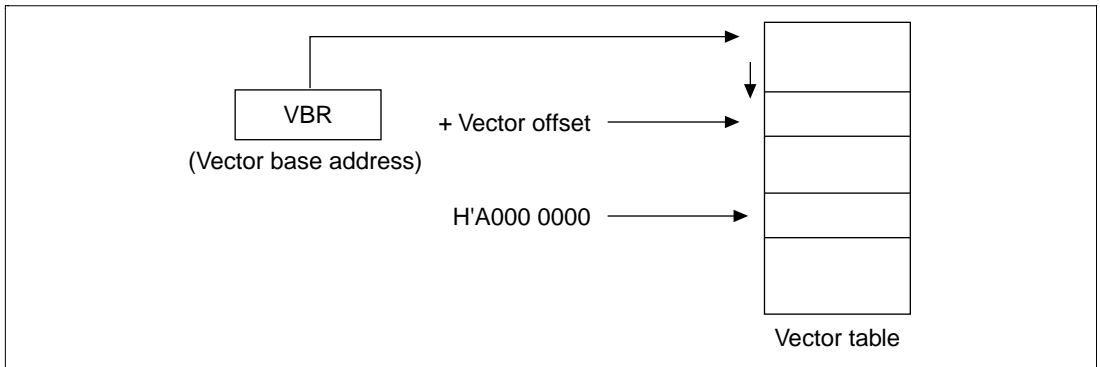 VBR
(Vector base address)
+ Vector offset
H'A000 0000
Vector table